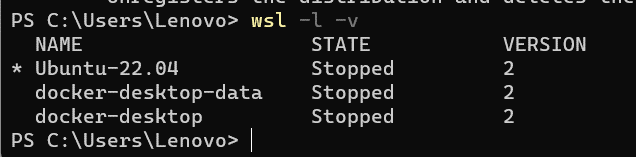 PS C:\Users\Lenovo> wsl -l -v
NAME STATE VERSION
* Ubuntu-22.04 Stopped 2
docker-desktop-data Stopped 2
docker-desktop Stopped 2
PS C:\Users\Lenovo>